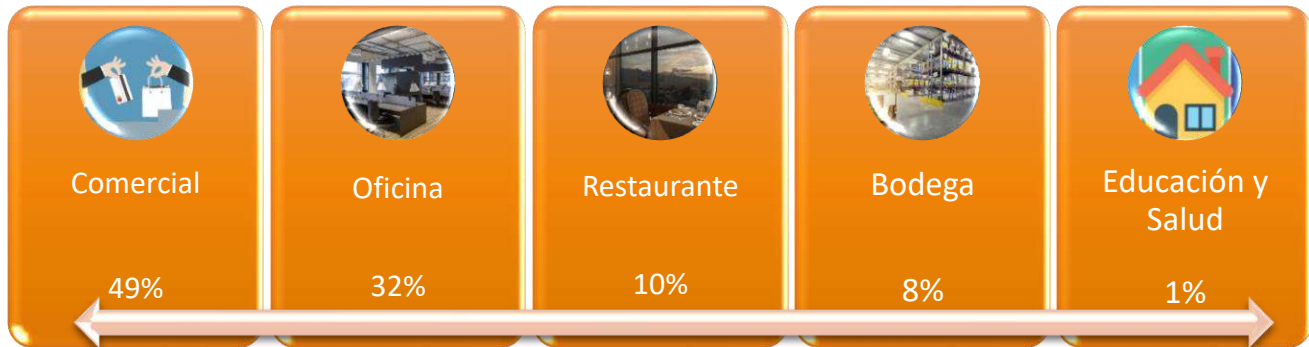 Comercial
49%
Oficina
32%
Restaurante
10%
Bodega
8%
Educación y
Salud
1%